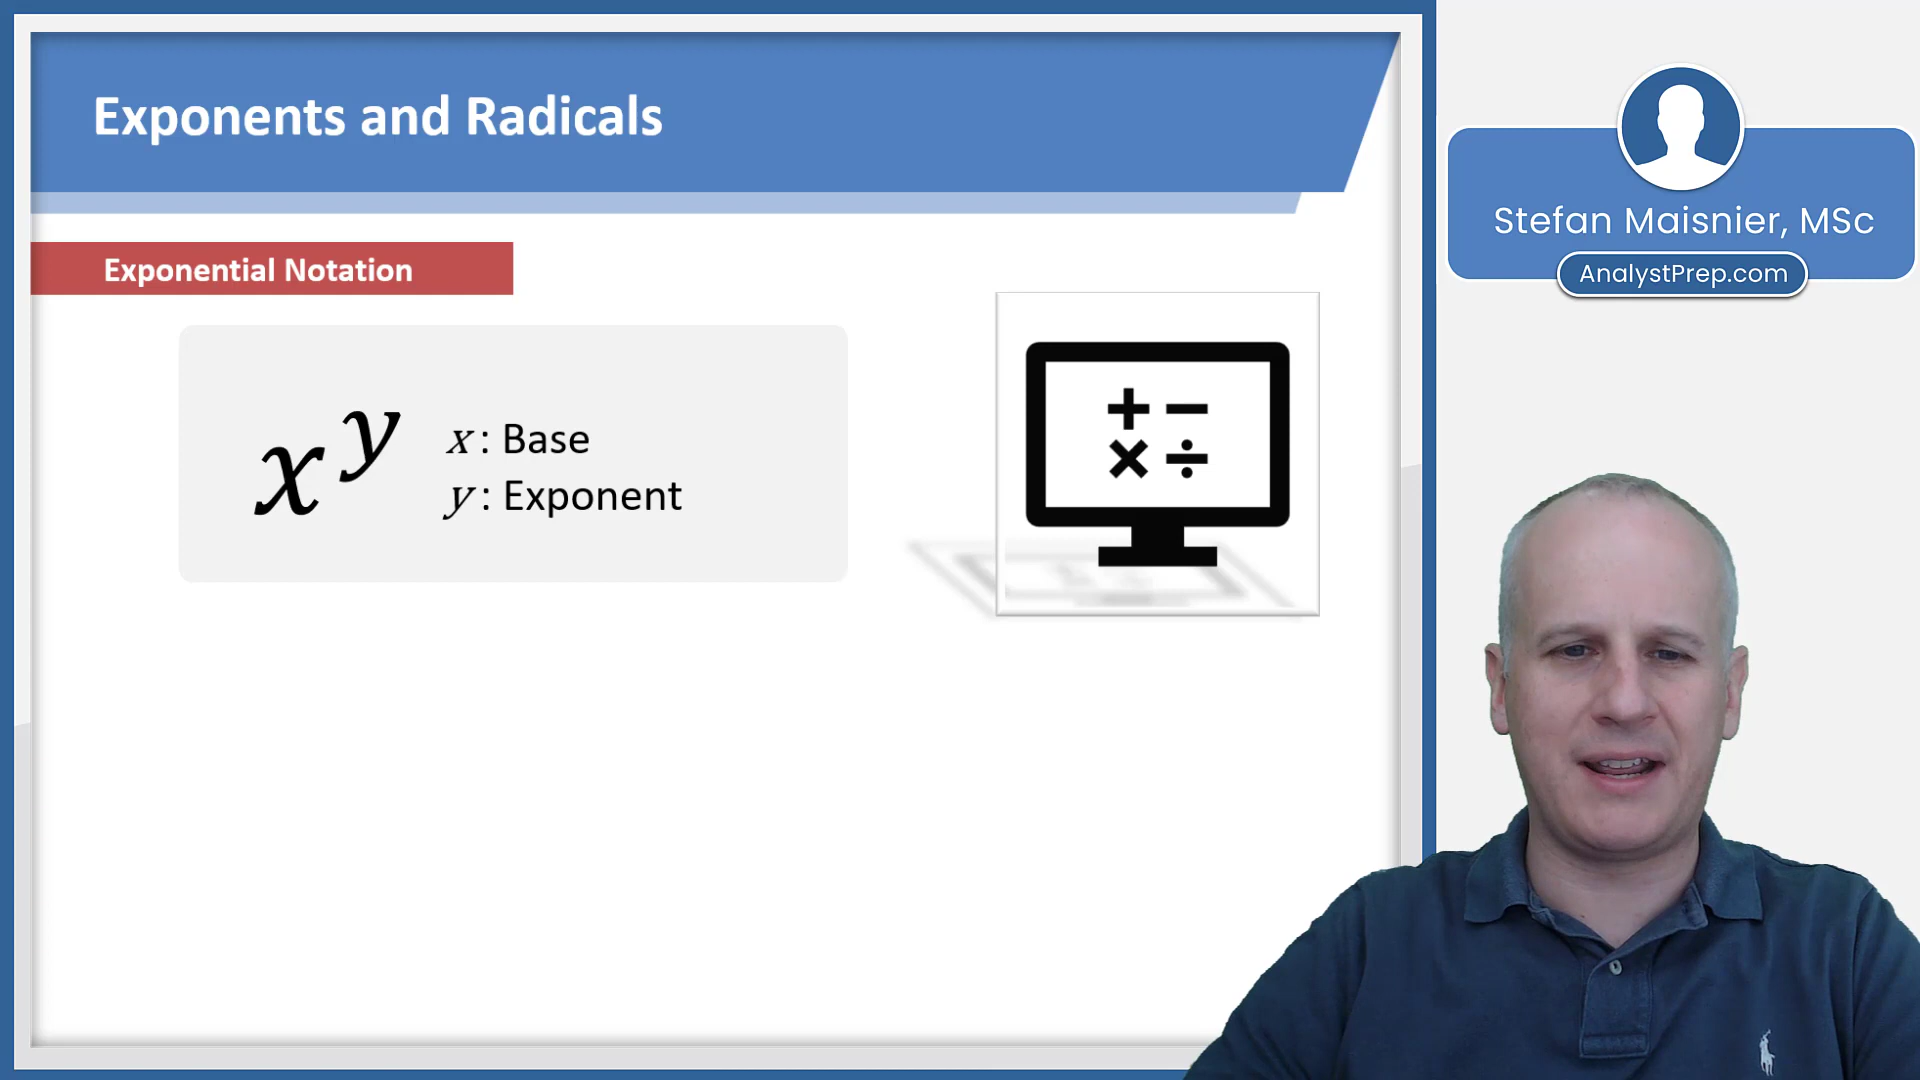 Exponents and Radicals
Exponential Notation
x y
x : Base
y : Exponent
+ −
× ÷
Stefan Maisnier, MSc
AnalystPrep.com